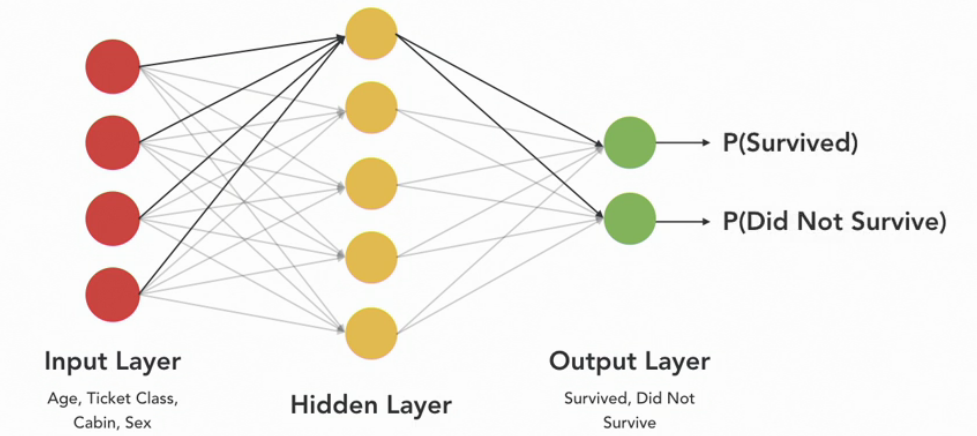 P(Survived)
P(Did Not Survive)
Input Layer
Age, Ticket Class,
Cabin, Sex
Hidden Layer
Output Layer
Survived, Did Not
Survive